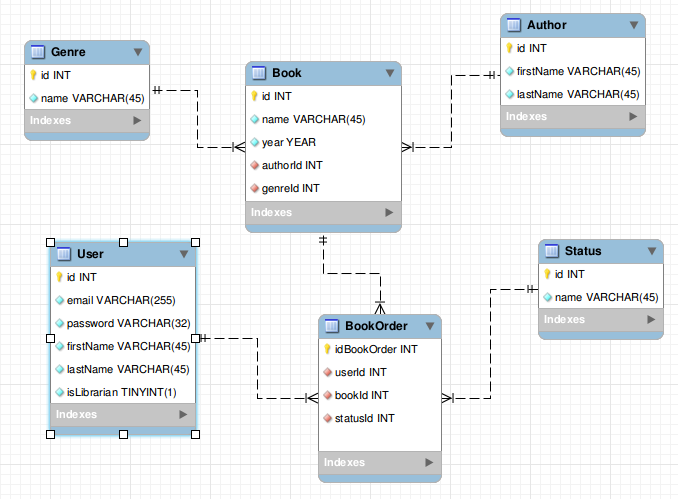 Genre
id INT
name VARCHAR(45)
Indexes
Book
id INT
name VARCHAR(45)
year YEAR
authorId INT
genreId INT
Indexes
Author
id INT
firstName VARCHAR(45)
lastName VARCHAR(45)
Indexes
User
id INT
email VARCHAR(255)
password VARCHAR(32)
firstName VARCHAR(45)
lastName VARCHAR(45)
isLibrarian TINYINT(1)
Indexes
BookOrder
idBookOrder INT
userId INT
bookId INT
statusId INT
Indexes
Status
id INT
name VARCHAR(45)
Indexes